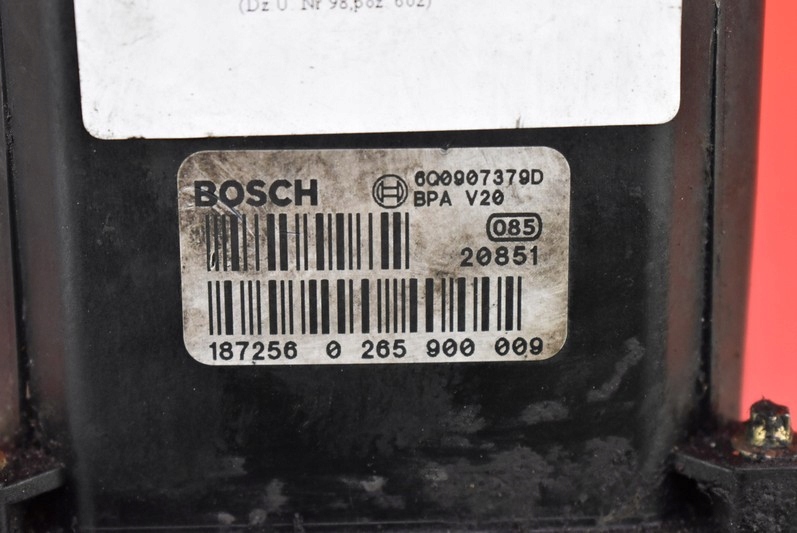 (Dz U. Nr 98,poz 602)
BOSCH
6Q0907379D
BPA V20
085
20851
187256 0 265 900 009